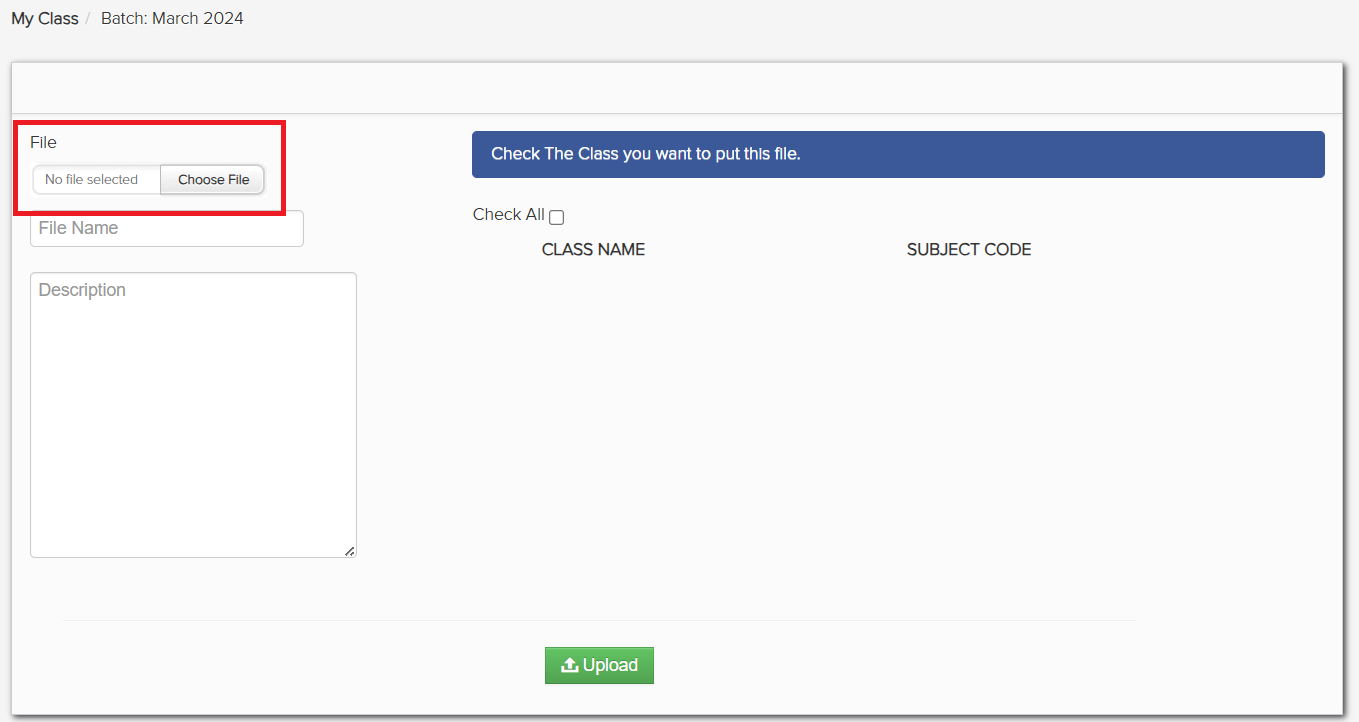 My Class / Batch: March 2024
File
No file selected Choose File
File Name
Description
Check The Class you want to put this file.
Check All
CLASS NAME SUBJECT CODE
Upload